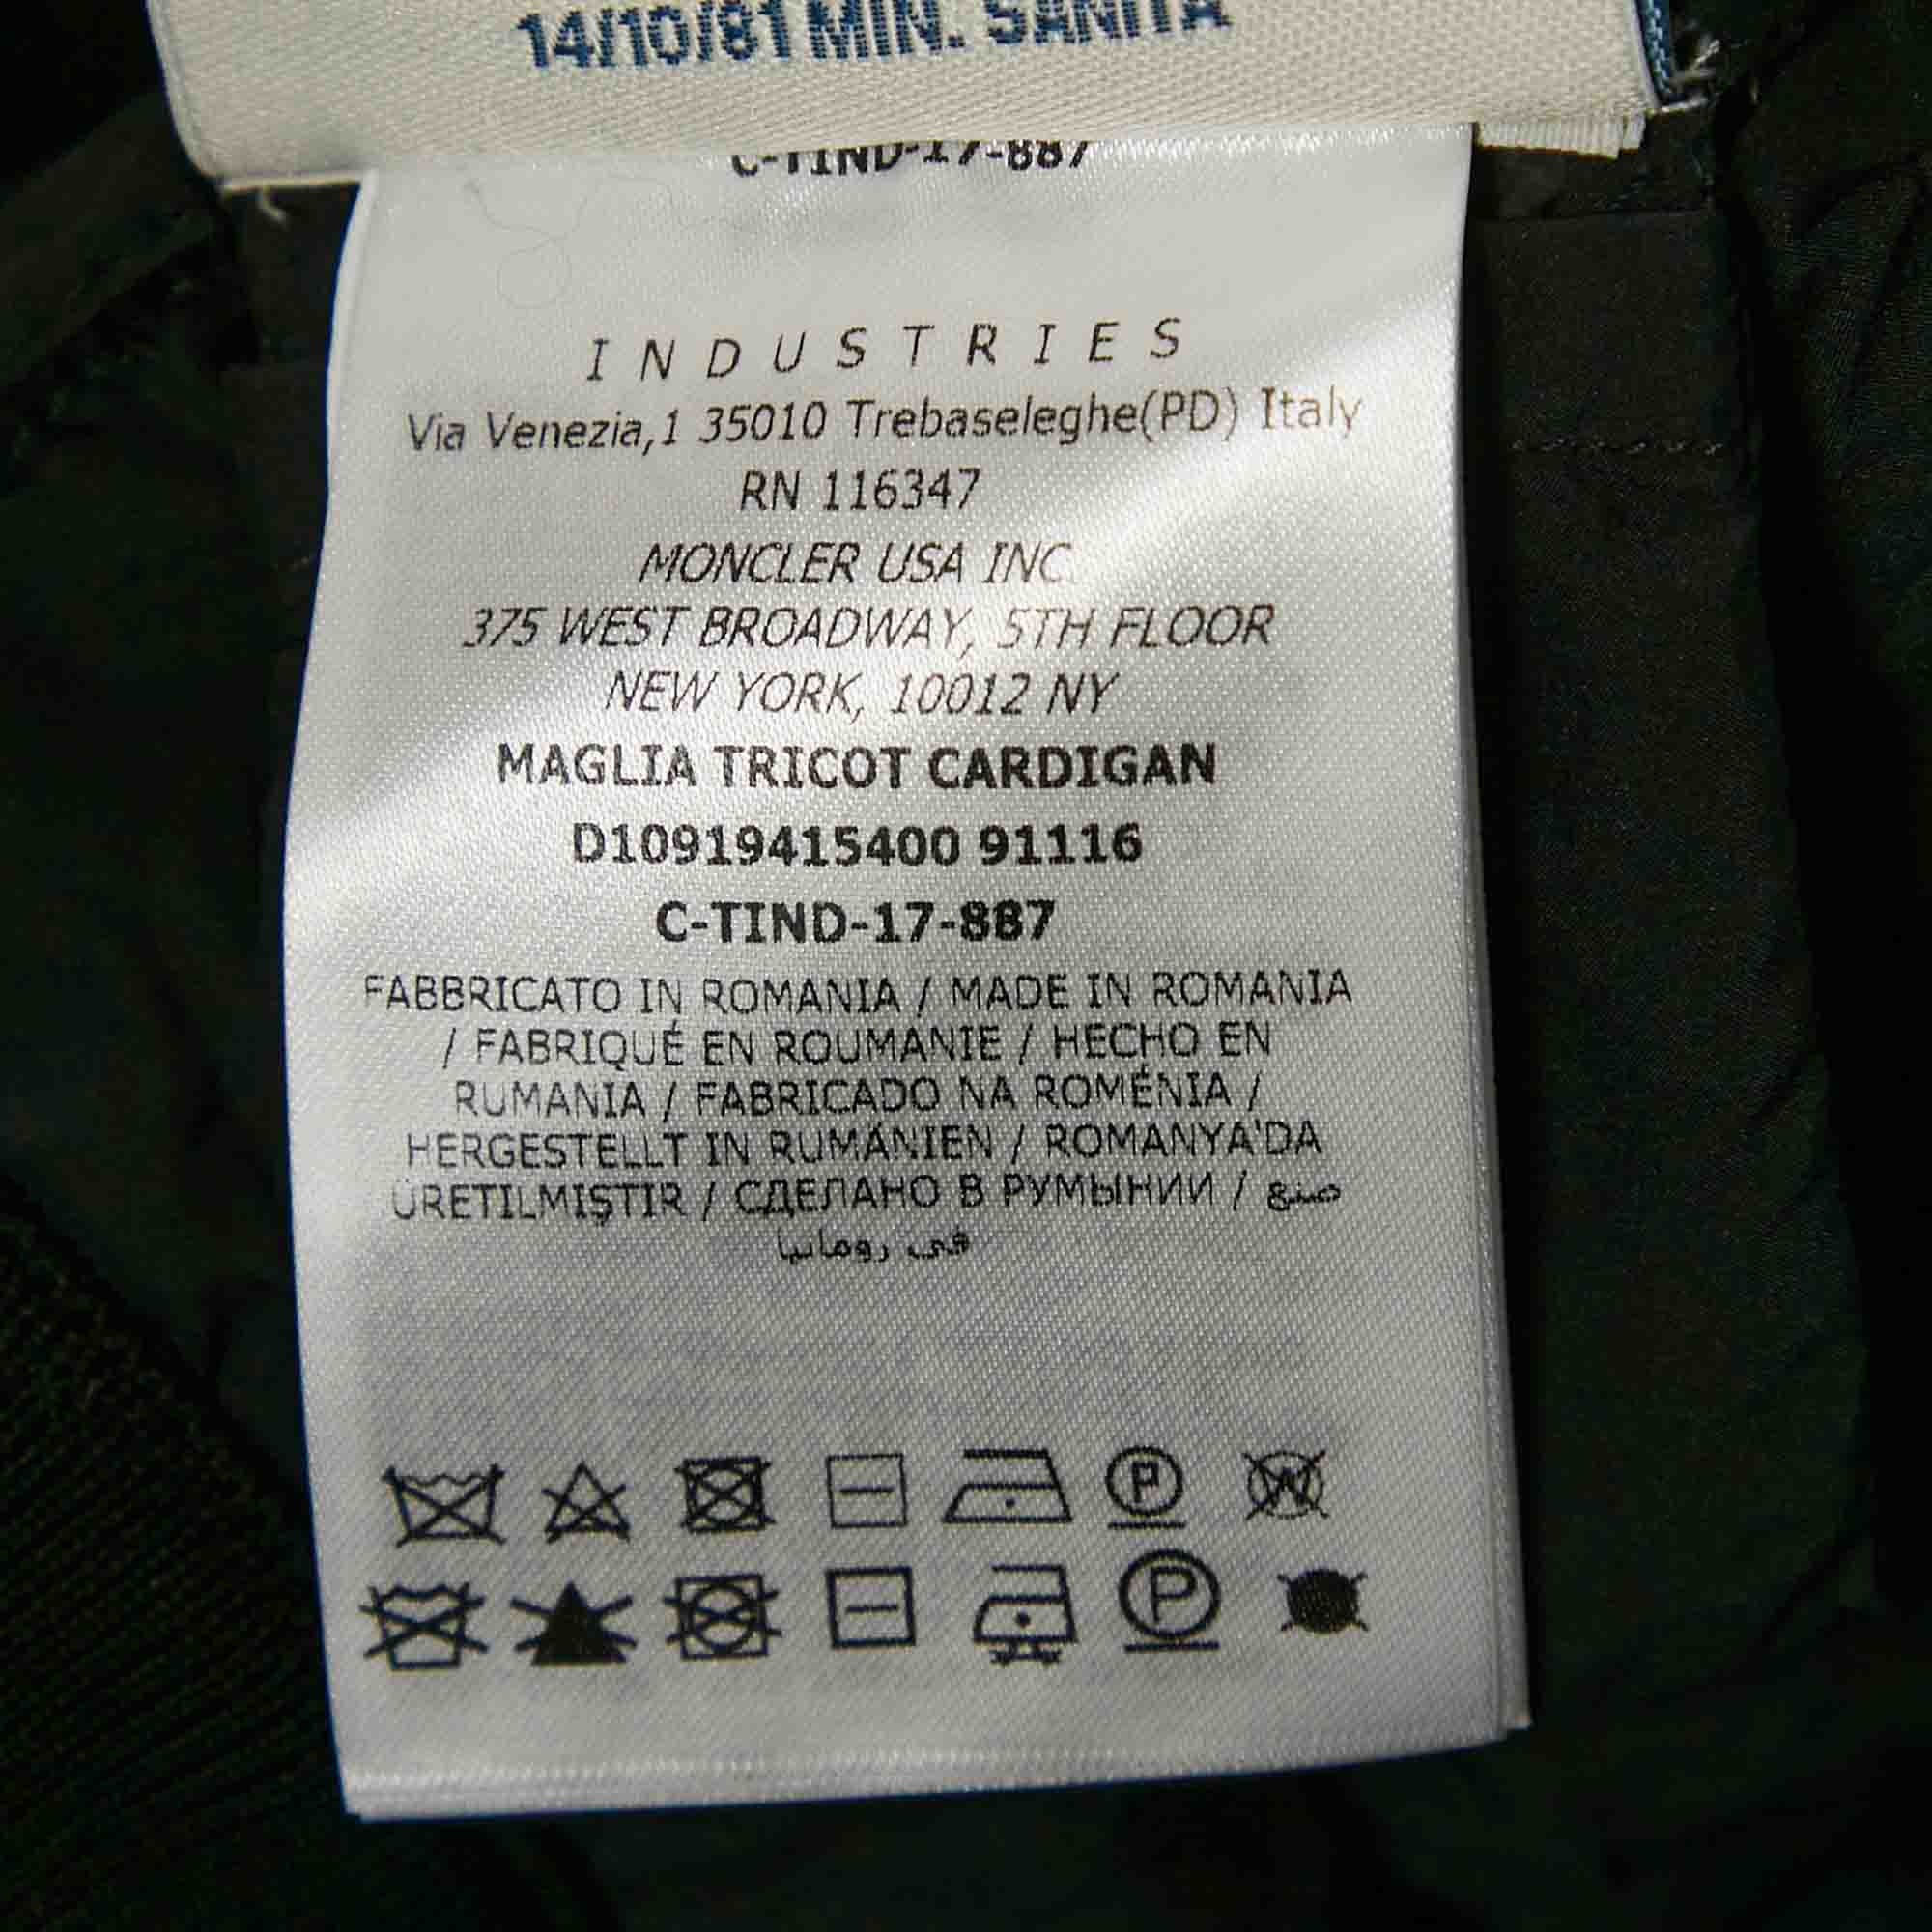 14/10/81 MIN. SANITA
C-TIND-17-887
INDUSTRIES
Via Venezia,1 35010 Trebaseleghe(PD) Italy
RN 116347
MONCLER USA INC.
375 WEST BROADWAY, 5TH FLOOR
NEW YORK, 10012 NY
MAGLIA TRICOT CARDIGAN
D10919415400 91116
C-TIND-17-887
FABBRICATO IN ROMANIA / MADE IN ROMANIA
/ FABRIQUÉ EN ROUMANIE / HECHO EN
RUMANIA / FABRICADO NA ROMÉNIA /
HERGESTELLT IN RUMÄNIEN / ROMANYA'DA
ÜRETILMIŞTIR / СДЕЛАНО В РУМЫНИИ / صنع
في رومانيا
P W
P